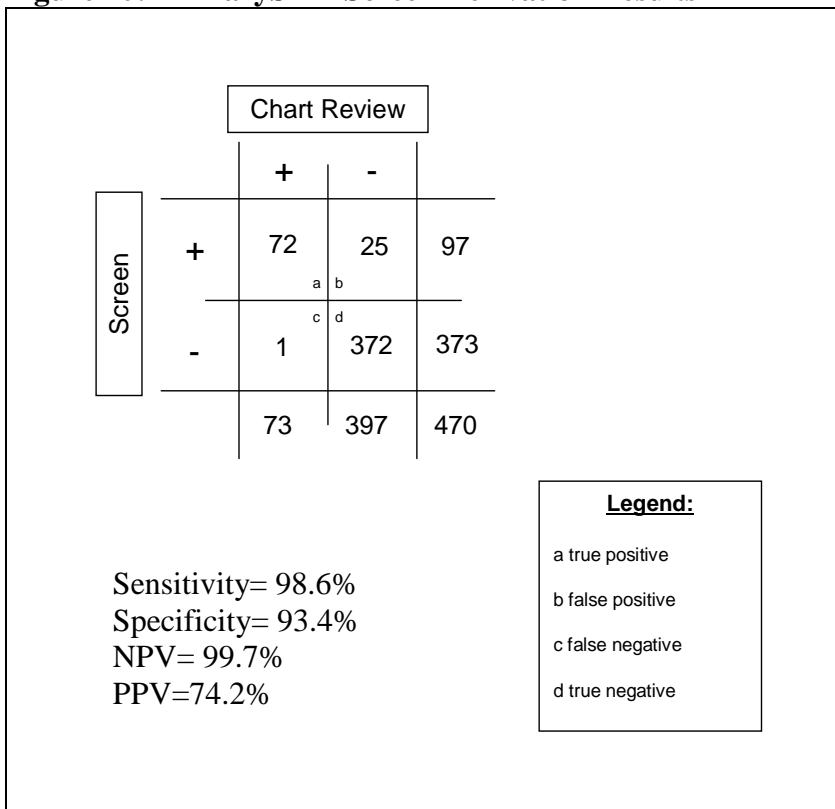 Chart Review
+ -
+ 72 25 97
a b
Screen
c d
- 1 372 373
73 397 470
Legend:
a true positive
b false positive
c false negative
d true negative
Sensitivity= 98.6%
Specificity= 93.4%
NPV= 99.7%
PPV=74.2%